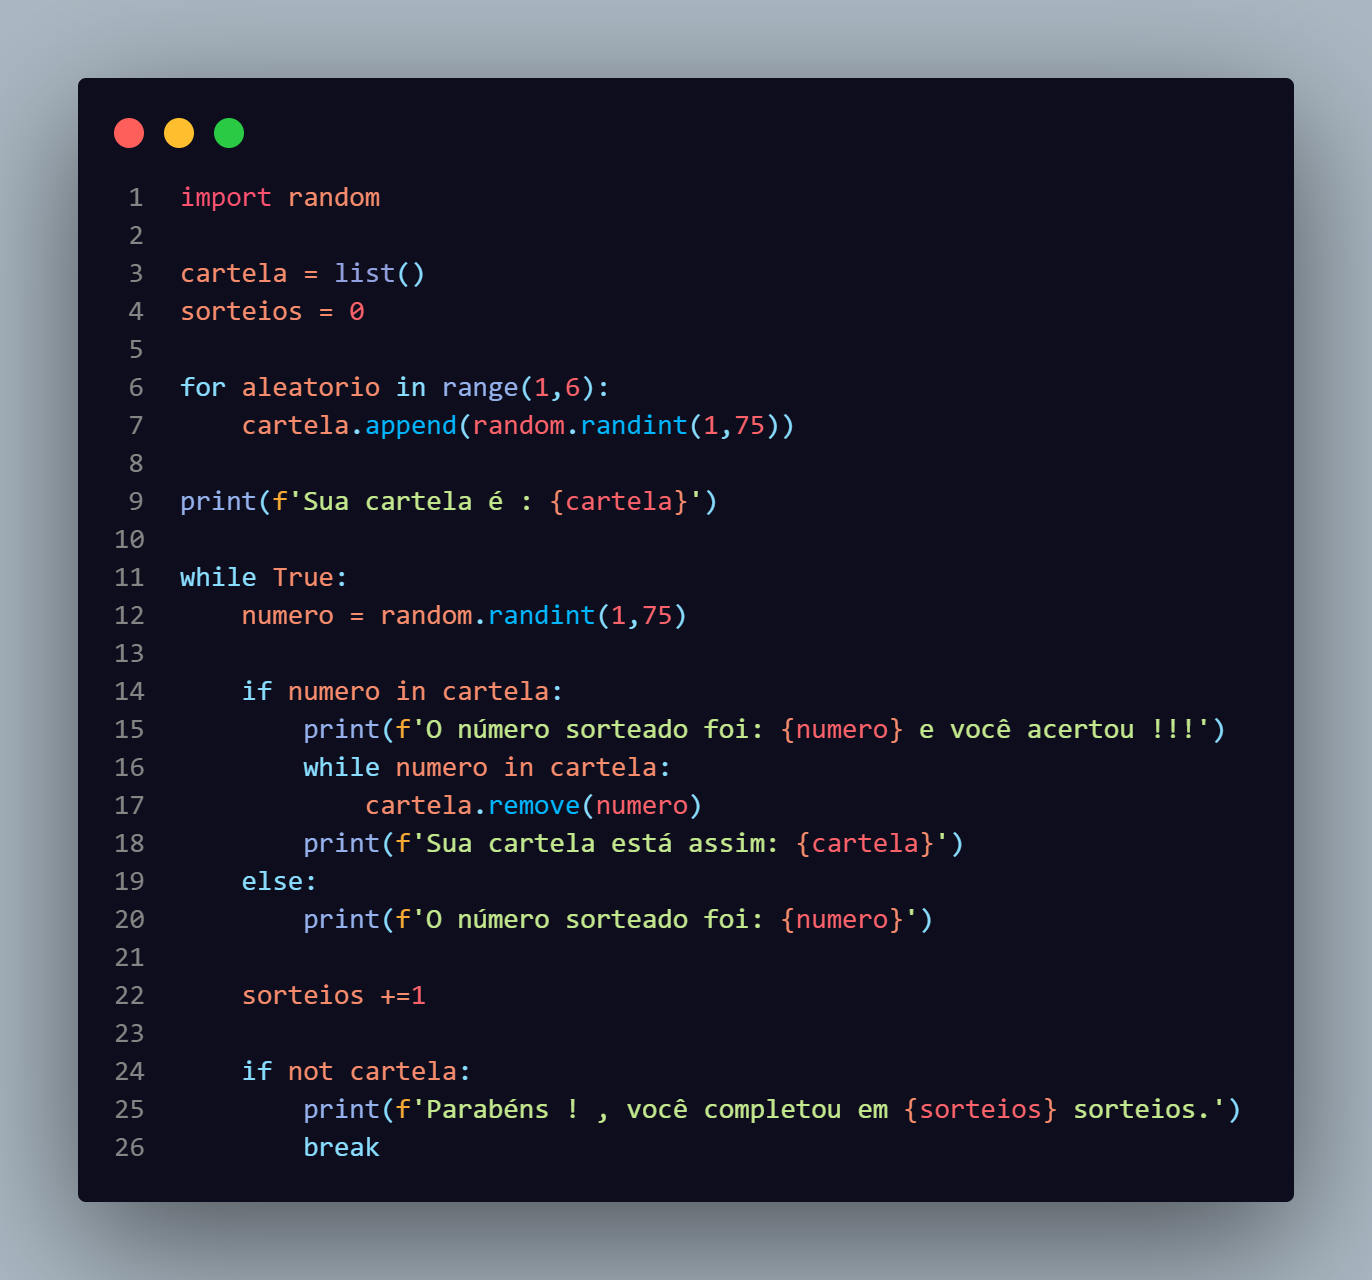 1 import random
2
3 cartela = list()
4 sorteios = 0
5
6 for aleatorio in range(1,6):
7     cartela.append(random.randint(1,75))
8
9 print(f'Sua cartela é : {cartela}')
10
11 while True:
12     numero = random.randint(1,75)
13
14     if numero in cartela:
15         print(f'O número sorteado foi: {numero} e você acertou !!!')
16         while numero in cartela:
17             cartela.remove(numero)
18         print(f'Sua cartela está assim: {cartela}')
19     else:
20         print(f'O número sorteado foi: {numero}')
21
22     sorteios +=1
23
24     if not cartela:
25         print(f'Parabéns ! , você completou em {sorteios} sorteios.')
26         break